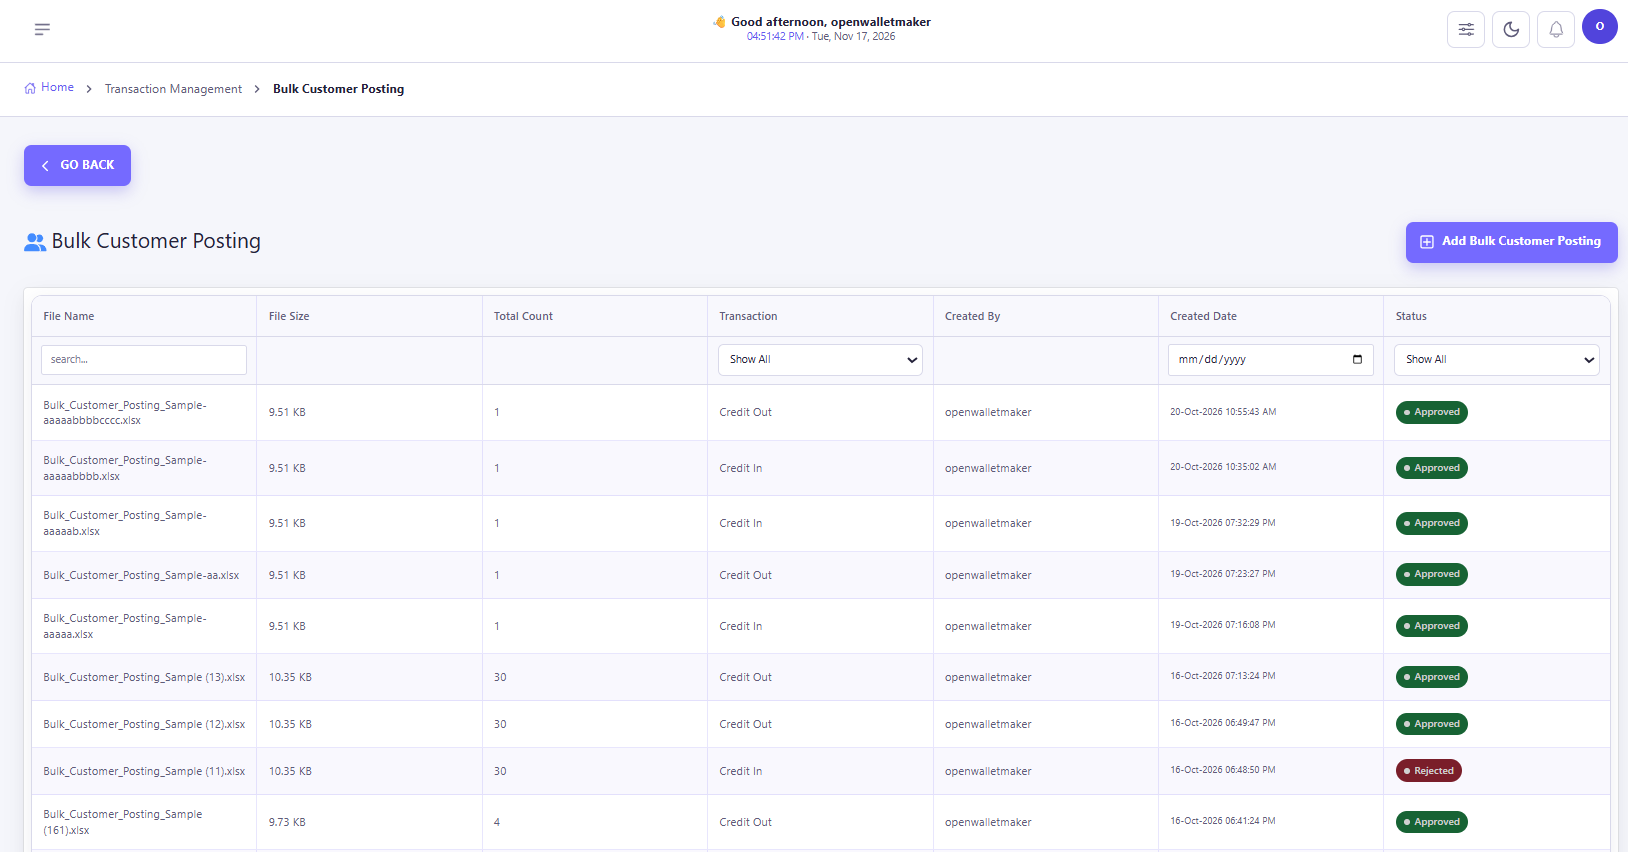 Good afternoon, openwalletmaker
04:51:42 PM · Tue, Nov 17, 2026
O
Home > Transaction Management > Bulk Customer Posting
GO BACK
Bulk Customer Posting
Add Bulk Customer Posting
File Name File Size Total Count Transaction Created By Created Date Status
search... Show All mm/dd/yyyy Show All
Bulk_Customer_Posting_Sample-
aaaaabbbbcccc.xlsx 9.51 KB 1 Credit Out openwalletmaker 20-Oct-2026 10:55:43 AM Approved
Bulk_Customer_Posting_Sample-
aaaaabbbb.xlsx 9.51 KB 1 Credit In openwalletmaker 20-Oct-2026 10:35:02 AM Approved
Bulk_Customer_Posting_Sample-
aaaaab.xlsx 9.51 KB 1 Credit In openwalletmaker 19-Oct-2026 07:32:29 PM Approved
Bulk_Customer_Posting_Sample-aa.xlsx 9.51 KB 1 Credit Out openwalletmaker 19-Oct-2026 07:23:27 PM Approved
Bulk_Customer_Posting_Sample-
aaaaa.xlsx 9.51 KB 1 Credit In openwalletmaker 19-Oct-2026 07:16:08 PM Approved
Bulk_Customer_Posting_Sample (13).xlsx 10.35 KB 30 Credit Out openwalletmaker 16-Oct-2026 07:13:24 PM Approved
Bulk_Customer_Posting_Sample (12).xlsx 10.35 KB 30 Credit Out openwalletmaker 16-Oct-2026 06:49:47 PM Approved
Bulk_Customer_Posting_Sample (11).xlsx 10.35 KB 30 Credit In openwalletmaker 16-Oct-2026 06:48:50 PM Rejected
Bulk_Customer_Posting_Sample
(161).xlsx 9.73 KB 4 Credit Out openwalletmaker 16-Oct-2026 06:41:24 PM Approved